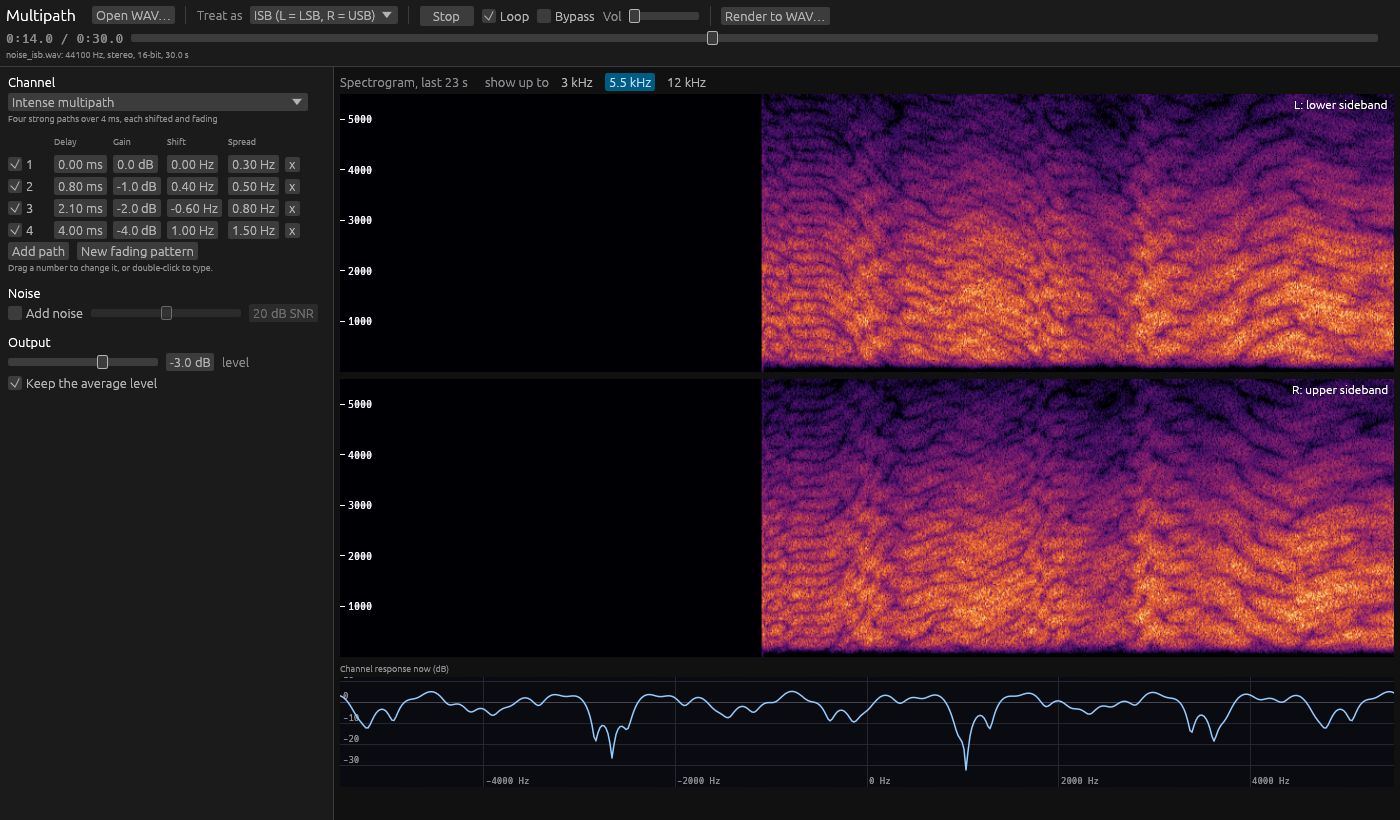 Multipath Open WAV... Treat as ISB (L = LSB, R = USB) Stop Loop Bypass Vol Render to WAV...
0:14.0 / 0:30.0
noise_isb.wav: 44100 Hz, stereo, 16-bit, 30.0 s
Channel
Intense multipath
Four strong paths over 4 ms, each shifted and fading
Delay Gain Shift Spread
1 0.00 ms 0.0 dB 0.00 Hz 0.30 Hz x
2 0.80 ms -1.0 dB 0.40 Hz 0.50 Hz x
3 2.10 ms -2.0 dB -0.60 Hz 0.80 Hz x
4 4.00 ms -4.0 dB 1.00 Hz 1.50 Hz x
Add path New fading pattern
Drag a number to change it, or double-click to type.
Noise
Add noise 20 dB SNR
Output
-3.0 dB level
Keep the average level
Spectrogram, last 23 s show up to 3 kHz 5.5 kHz 12 kHz
L: lower sideband
5000
4000
3000
2000
1000
R: upper sideband
5000
4000
3000
2000
1000
Channel response now (dB)
0
-10
-20
-30
-4000 Hz -2000 Hz 0 Hz 2000 Hz 4000 Hz